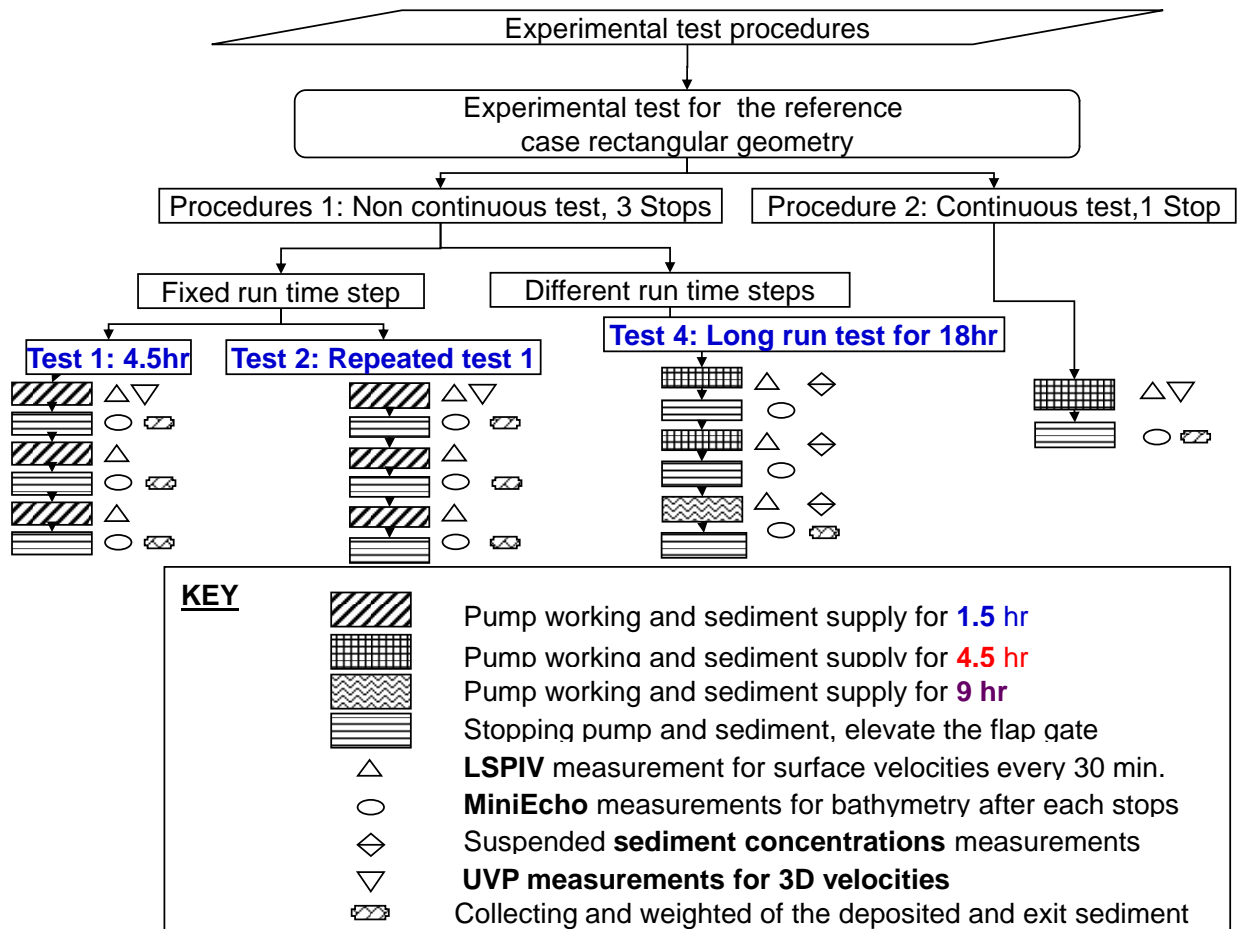 Experimental test procedures
Experimental test for the reference
case rectangular geometry
Procedures 1: Non continuous test, 3 Stops
Procedure 2: Continuous test,1 Stop
Fixed run time step
Different run time steps
Test 1: 4.5hr
Test 2: Repeated test 1
Test 4: Long run test for 18hr
KEY
Pump working and sediment supply for 1.5 hr
Pump working and sediment supply for 4.5 hr
Pump working and sediment supply for 9 hr
Stopping pump and sediment, elevate the flap gate
LSPIV measurement for surface velocities every 30 min.
MiniEcho measurements for bathymetry after each stops
Suspended sediment concentrations measurements
UVP measurements for 3D velocities
Collecting and weighted of the deposited and exit sediment